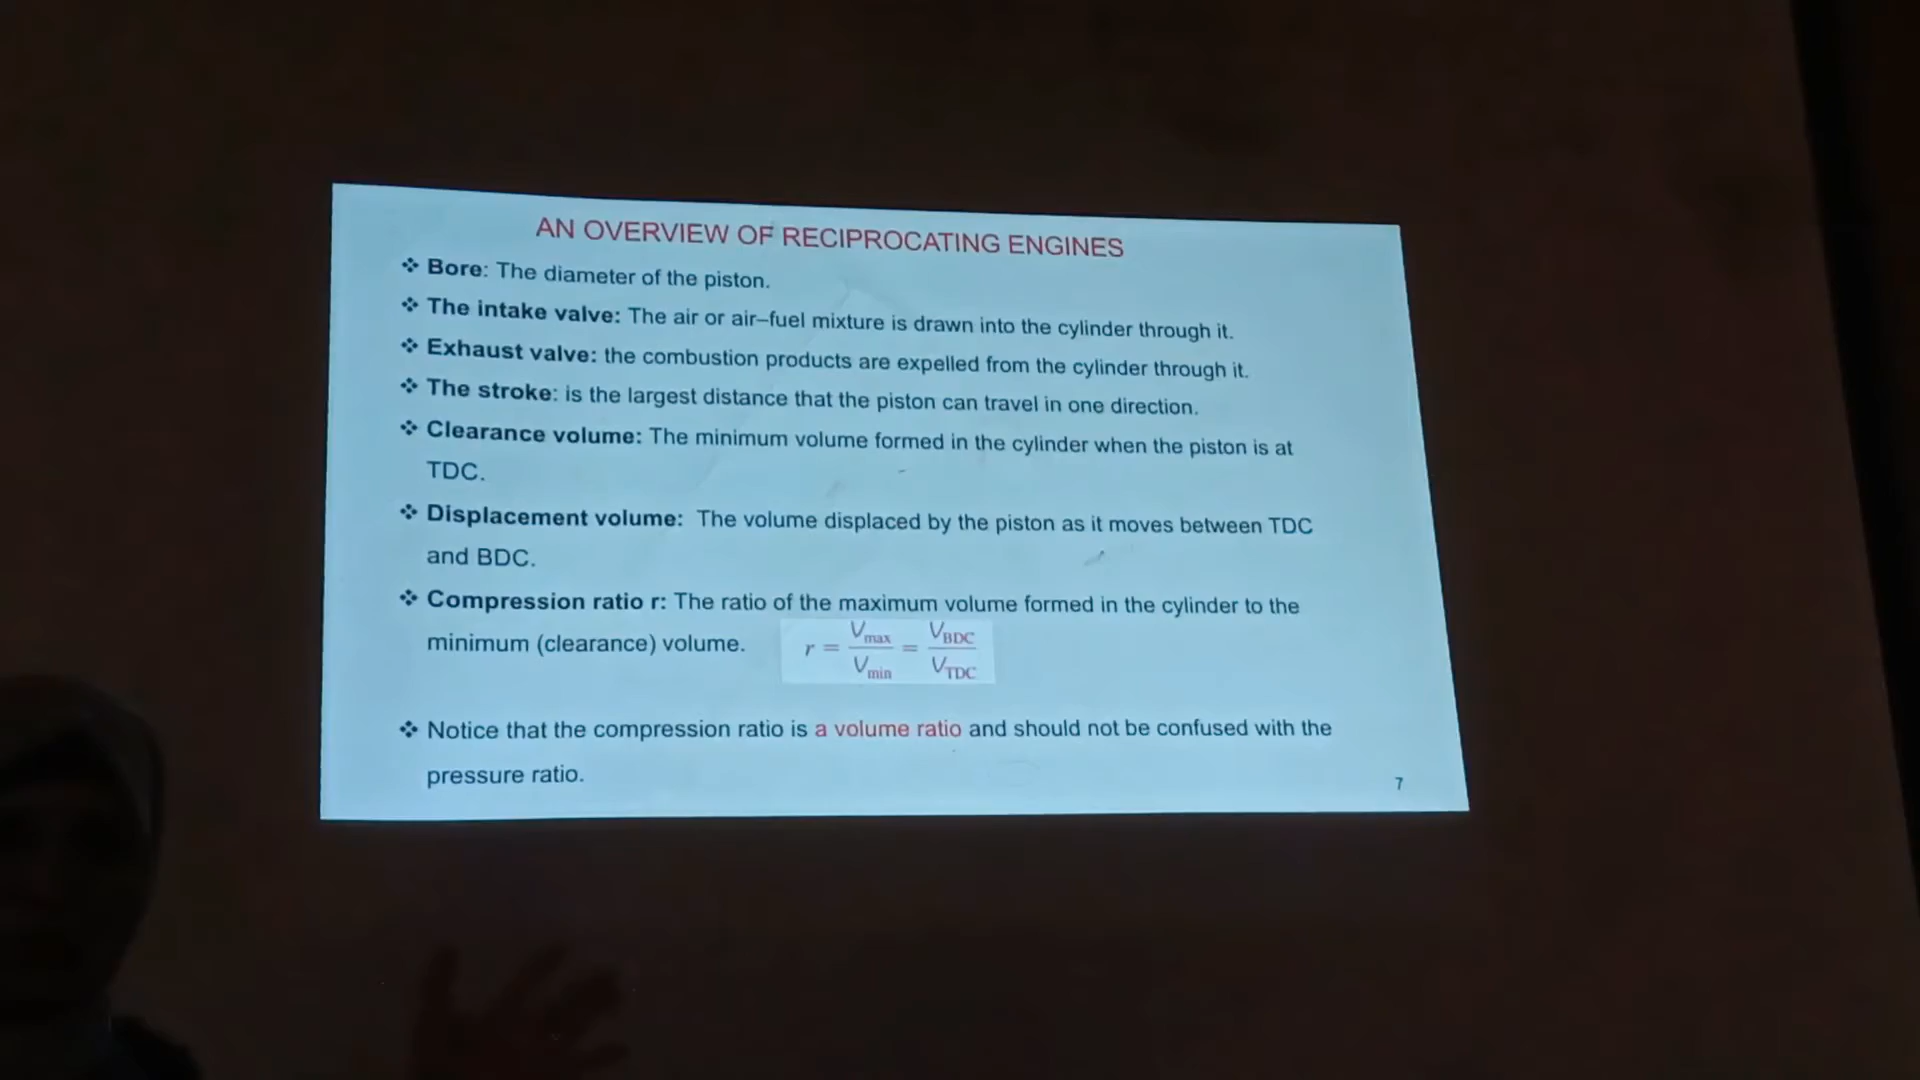 AN OVERVIEW OF RECIPROCATING ENGINES
❖ Bore: The diameter of the piston.
❖ The intake valve: The air or air–fuel mixture is drawn into the cylinder through it.
❖ Exhaust valve: the combustion products are expelled from the cylinder through it.
❖ The stroke: is the largest distance that the piston can travel in one direction.
❖ Clearance volume: The minimum volume formed in the cylinder when the piston is at
TDC.
❖ Displacement volume: The volume displaced by the piston as it moves between TDC
and BDC.
❖ Compression ratio r: The ratio of the maximum volume formed in the cylinder to the
minimum (clearance) volume. r = Vmax/Vmin = VBDC/VTDC
❖ Notice that the compression ratio is a volume ratio and should not be confused with the
pressure ratio.
7